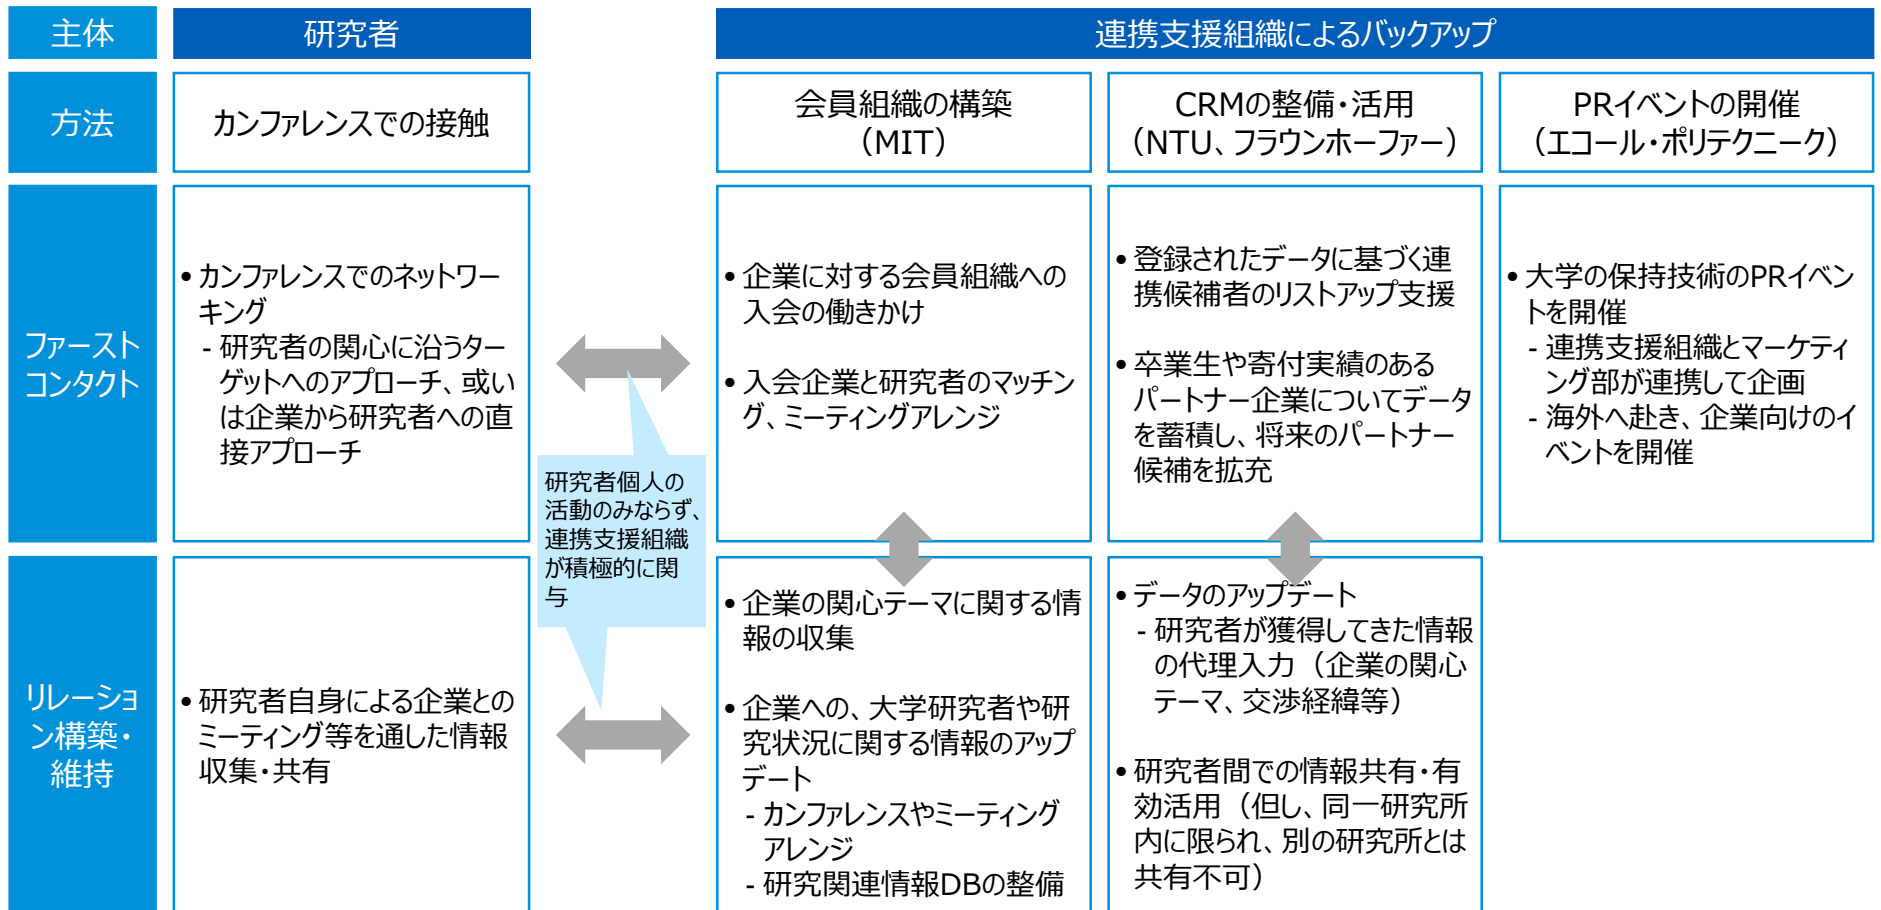 主体
研究者
連携支援組織によるバックアップ
方法
カンファレンスでの接触
会員組織の構築
（MIT）
CRMの整備・活用
（NTU、フラウンホーファー）
PRイベントの開催
（エコール・ポリテクニーク）
ファースト
コンタクト
• カンファレンスでのネットワー
キング
- 研究者の関心に沿うター
ゲットへのアプローチ、或い
は企業から研究者への直
接アプローチ
• 企業に対する会員組織への
入会の働きかけ
• 入会企業と研究者のマッチン
グ、ミーティングアレンジ
• 登録されたデータに基づく連
携候補者のリストアップ支援
• 卒業生や寄付実績のある
パートナー企業についてデータ
を蓄積し、将来のパートナー
候補を拡充
• 大学の保持技術のPRイベン
トを開催
- 連携支援組織とマーケティ
ング部が連携して企画
- 海外へ赴き、企業向けのイ
ベントを開催
研究者個人の
活動のみならず、
連携支援組織
が積極的に関
与
リレーショ
ン構築・
維持
• 研究者自身による企業との
ミーティング等を通した情報
収集・共有
• 企業の関心テーマに関する情
報の収集
• 企業への、大学研究者や研
究状況に関する情報のアップ
デート
- カンファレンスやミーティング
アレンジ
- 研究関連情報DBの整備
• データのアップデート
- 研究者が獲得してきた情報
の代理入力（企業の関心
テーマ、交渉経緯等）
• 研究者間での情報共有・有
効活用（但し、同一研究所
内に限られ、別の研究所とは
共有不可）